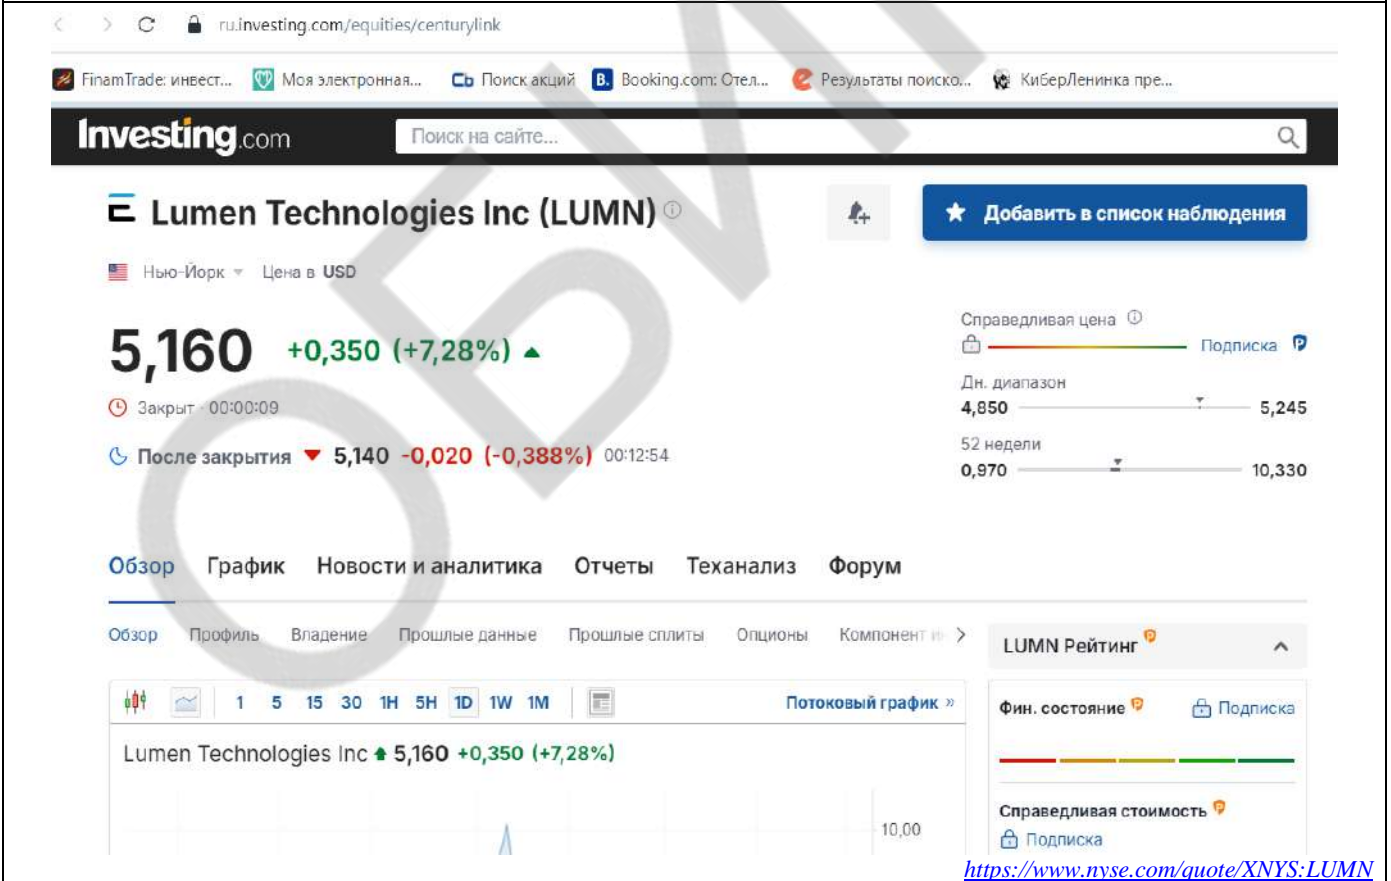 ru.investing.com/equities/centurylink
FinamTrade: инвест... Моя электронная... Сb Поиск акций B. Booking.com: Отел... Результаты поиско... КиберЛенинка пре...
Investing.com Поиск на сайте...
Lumen Technologies Inc (LUMN)
Добавить в список наблюдения
Нью-Йорк Цена в USD
5,160 +0,350 (+7,28%)
Закрыт · 00:00:09
После закрытия 5,140 -0,020 (-0,388%) 00:12:54
Справедливая цена
Подписка
Дн. диапазон
4,850 5,245
52 недели
0,970 10,330
Обзор График Новости и аналитика Отчеты Теханализ Форум
Обзор Профиль Владение Прошлые данные Прошлые сплиты Опционы Компонент
LUMN Рейтинг
1 5 15 30 1H 5H 1D 1W 1M Потоковый график »
Фин. состояние Подписка
Lumen Technologies Inc 5,160 +0,350 (+7,28%)
10,00
Справедливая стоимость
Подписка
https://www.nyse.com/quote/XNYS:LUMN
ОБИ